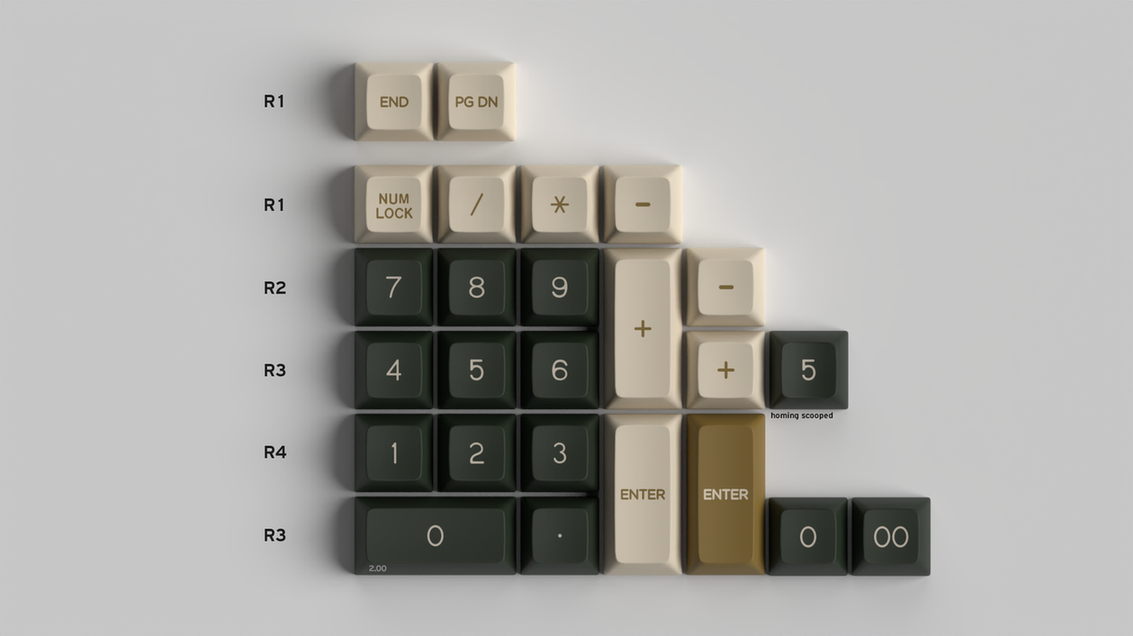 R1 END PG DN
R1 NUM LOCK / * -
R2 7 8 9 + -
R3 4 5 6 + 5
homing scooped
R4 1 2 3 ENTER ENTER
R3 0 . 0 00
2.00